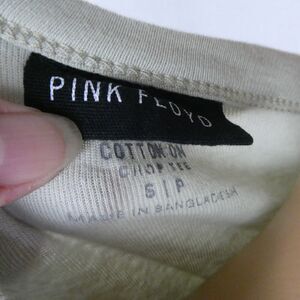 PINK FLOYD
COTTON ON
CROP TEE
S I P
MADE IN BANGLADESH